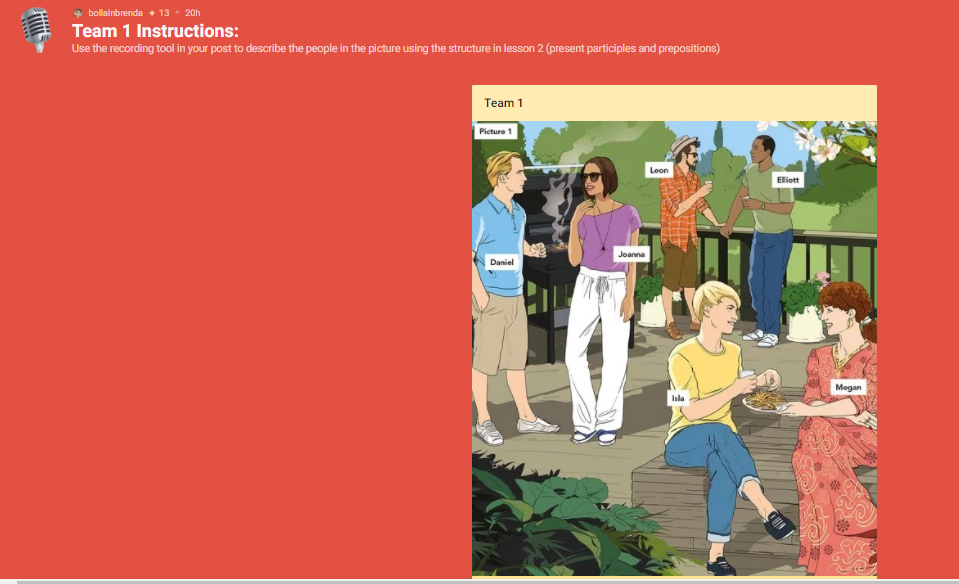 bollainbrenda + 13 • 20h
Team 1 Instructions:
Use the recording tool in your post to describe the people in the picture using the structure in lesson 2 (present participles and prepositions)
Team 1
Picture 1
Leon
Elliott
Joanna
Daniel
Megan
Isla